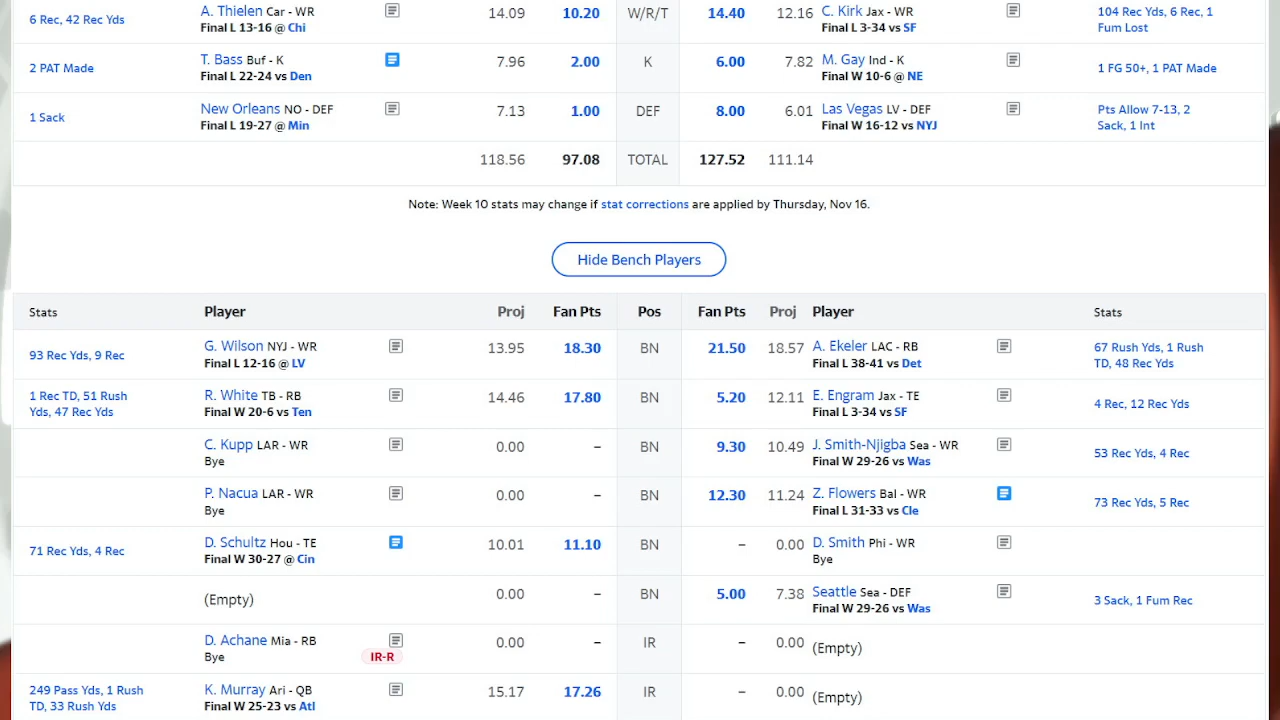 6 Rec, 42 Rec Yds
A. Thielen Car - WR
Final L 13-16 @ Chi
14.09 10.20 W/R/T 14.40 12.16
C. Kirk Jax - WR
Final L 3-34 vs SF
104 Rec Yds, 6 Rec, 1
Fum Lost
2 PAT Made
T. Bass Buf - K
Final L 22-24 vs Den
7.96 2.00 K 6.00 7.82
M. Gay Ind - K
Final W 10-6 @ NE
1 FG 50+, 1 PAT Made
1 Sack
New Orleans NO - DEF
Final L 19-27 @ Min
7.13 1.00 DEF 8.00 6.01
Las Vegas LV - DEF
Final W 16-12 vs NYJ
Pts Allow 7-13, 2
Sack, 1 Int
118.56 97.08 TOTAL 127.52 111.14
Note: Week 10 stats may change if stat corrections are applied by Thursday, Nov 16.
Hide Bench Players
Stats Player Proj Fan Pts Pos Fan Pts Proj Player Stats
93 Rec Yds, 9 Rec
G. Wilson NYJ - WR
Final L 12-16 @ LV
13.95 18.30 BN 21.50 18.57
A. Ekeler LAC - RB
Final L 38-41 vs Det
67 Rush Yds, 1 Rush
TD, 48 Rec Yds
1 Rec TD, 51 Rush
Yds, 47 Rec Yds
R. White TB - RB
Final W 20-6 vs Ten
14.46 17.80 BN 5.20 12.11
E. Engram Jax - TE
Final L 3-34 vs SF
4 Rec, 12 Rec Yds
C. Kupp LAR - WR
Bye
0.00 – BN 9.30 10.49
J. Smith-Njigba Sea - WR
Final W 29-26 vs Was
53 Rec Yds, 4 Rec
P. Nacua LAR - WR
Bye
0.00 – BN 12.30 11.24
Z. Flowers Bal - WR
Final L 31-33 vs Cle
73 Rec Yds, 5 Rec
71 Rec Yds, 4 Rec
D. Schultz Hou - TE
Final W 30-27 @ Cin
10.01 11.10 BN – 0.00
D. Smith Phi - WR
Bye
(Empty)
0.00 – BN 5.00 7.38
Seattle Sea - DEF
Final W 29-26 vs Was
3 Sack, 1 Fum Rec
D. Achane Mia - RB
Bye
IR-R
0.00 – IR – 0.00
(Empty)
249 Pass Yds, 1 Rush
TD, 33 Rush Yds
K. Murray Ari - QB
Final W 25-23 vs Atl
15.17 17.26 IR – 0.00
(Empty)